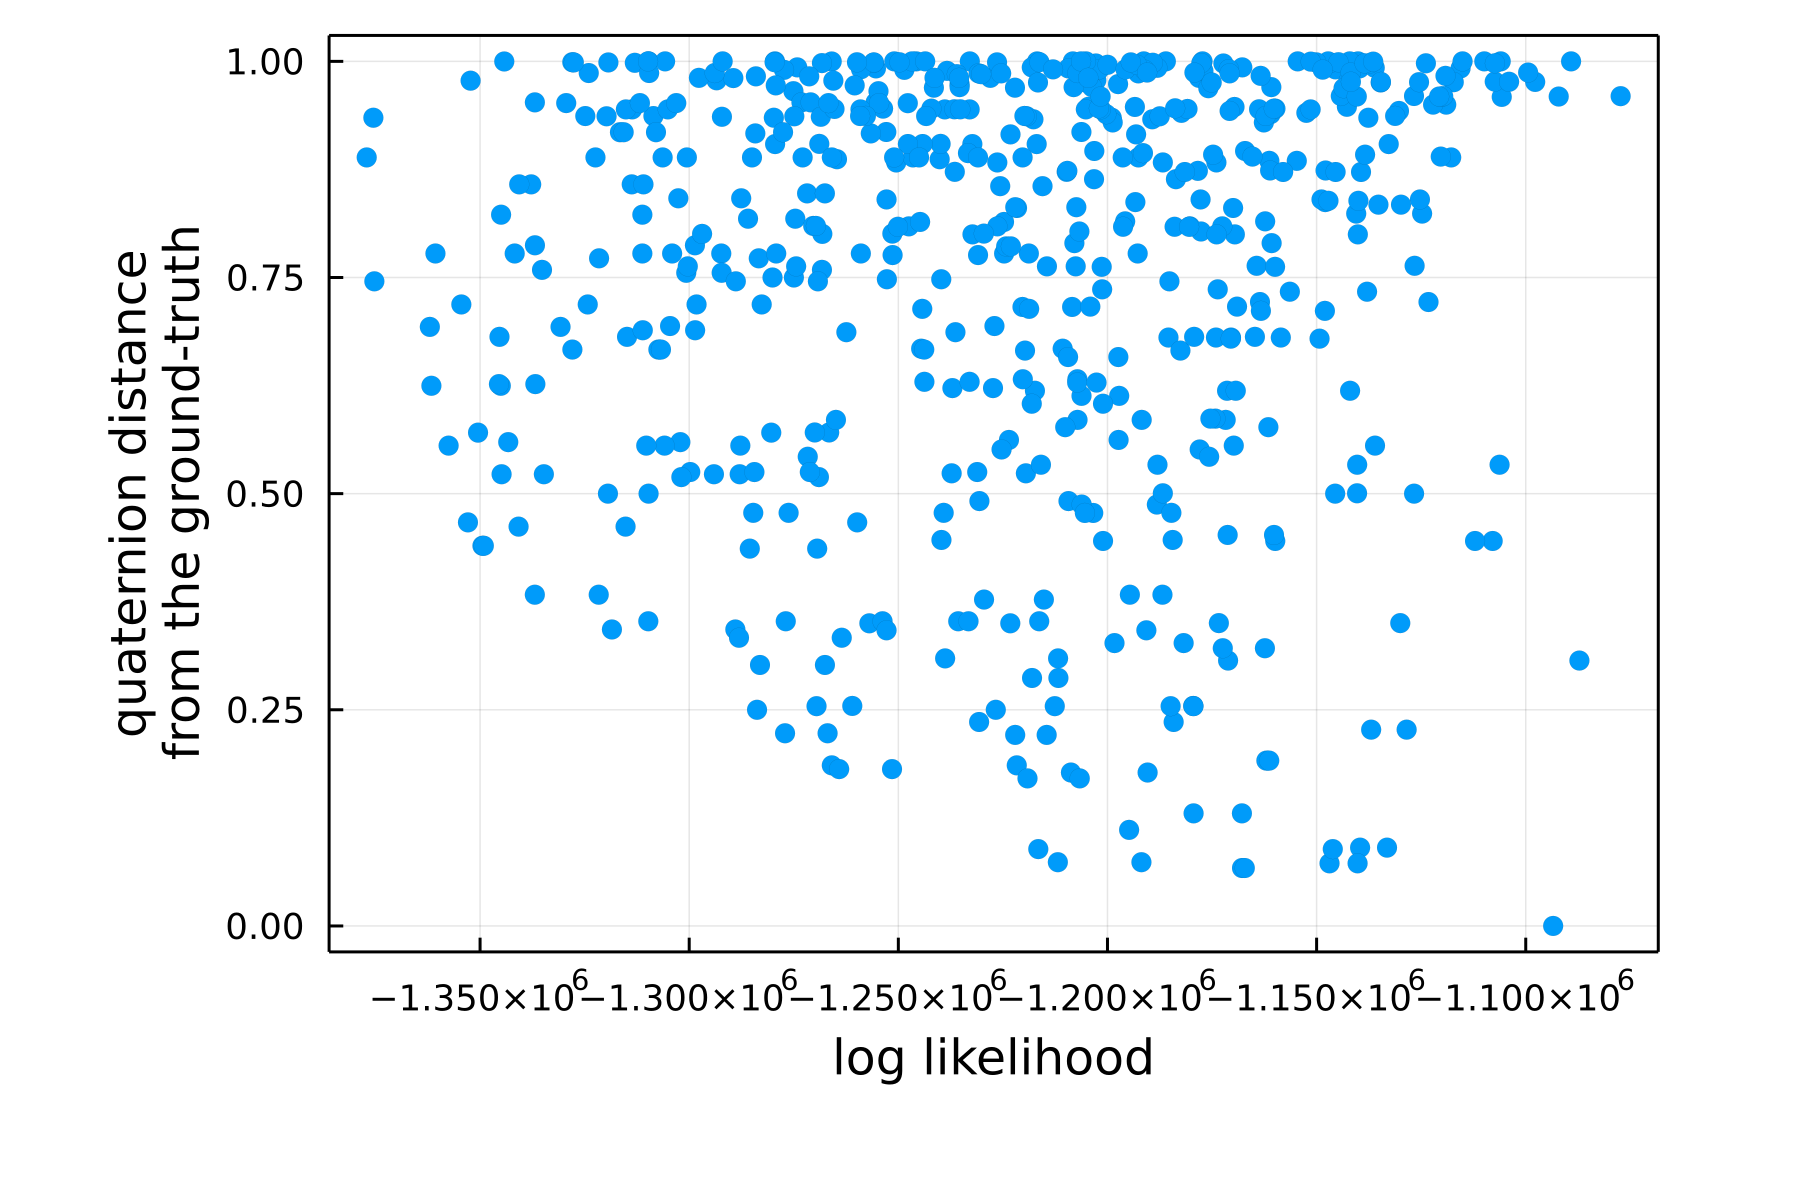 quaternion distance
from the ground-truth
1.00
0.75
0.50
0.25
0.00
−1.350×10⁶ −1.300×10⁶ −1.250×10⁶ −1.200×10⁶ −1.150×10⁶ −1.100×10⁶
log likelihood